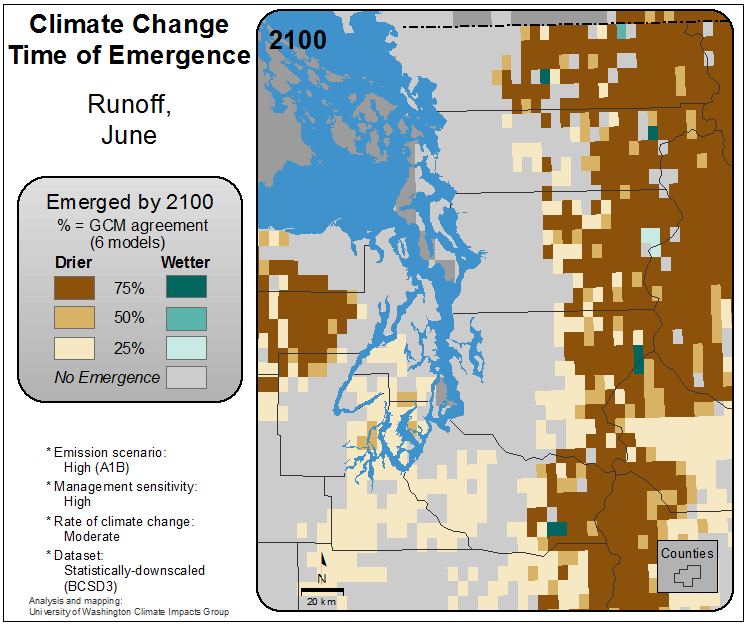 Climate Change
Time of Emergence
Runoff,
June
Emerged by 2100
% = GCM agreement
(6 models)
Drier Wetter
75%
50%
25%
No Emergence
* Emission scenario:
High (A1B)
* Management sensitivity:
High
* Rate of climate change:
Moderate
* Dataset:
Statistically-downscaled
(BCSD3)
Analysis and mapping:
University of Washington Climate Impacts Group
2100
N
20 km
Counties